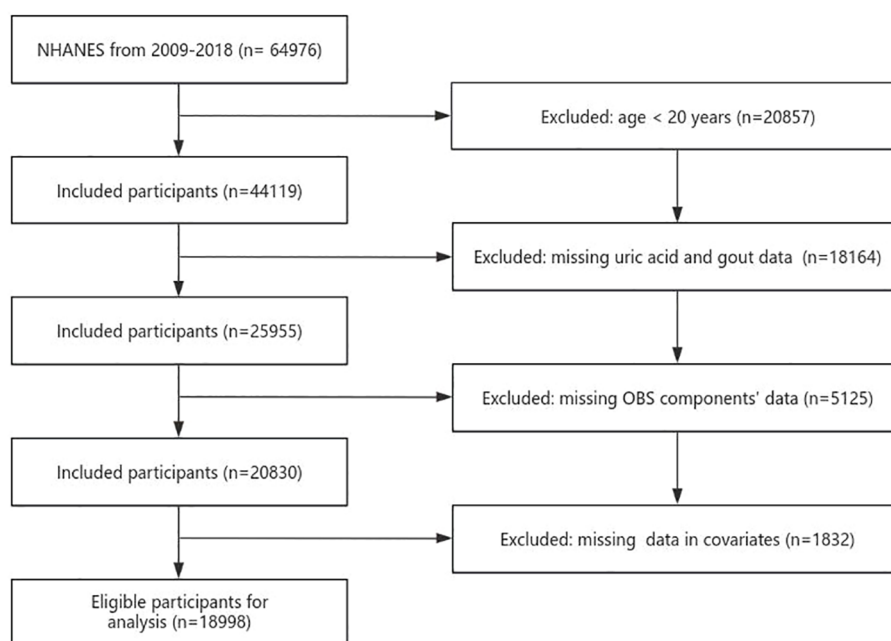 NHANES from 2009-2018 (n= 64976)
Excluded: age < 20 years (n=20857)
Included participants (n=44119)
Excluded: missing uric acid and gout data (n=18164)
Included participants (n=25955)
Excluded: missing OBS components' data (n=5125)
Included participants (n=20830)
Excluded: missing data in covariates (n=1832)
Eligible participants for
analysis (n=18998)